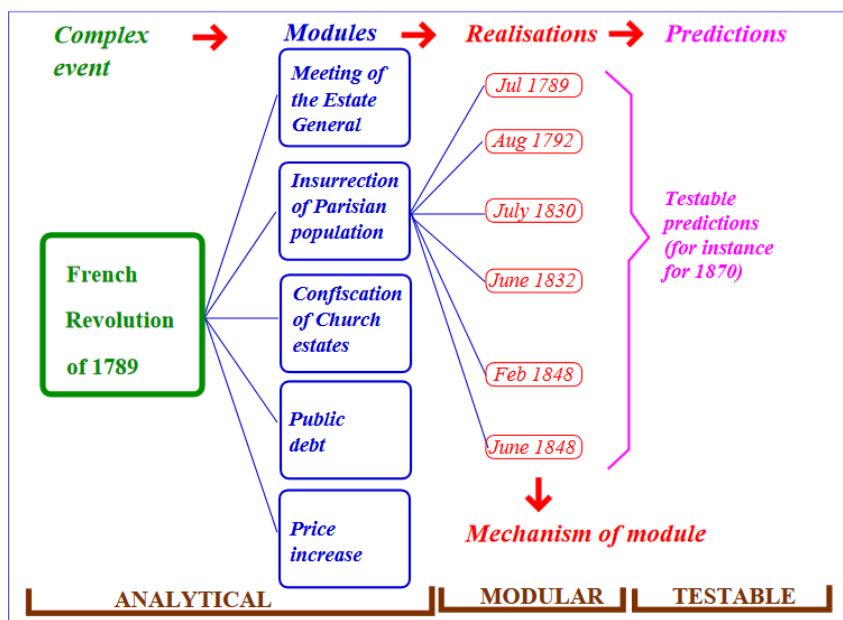 Complex
event
Modules
Realisations
Predictions
French
Revolution
of 1789
Meeting of
the Estate
General
Insurrection
of Parisian
population
Confiscation
of Church
estates
Public
debt
Price
increase
Jul 1789
Aug 1792
July 1830
June 1832
Feb 1848
June 1848
Mechanism of module
Testable
predictions
(for instance
for 1870)
ANALYTICAL
MODULAR
TESTABLE